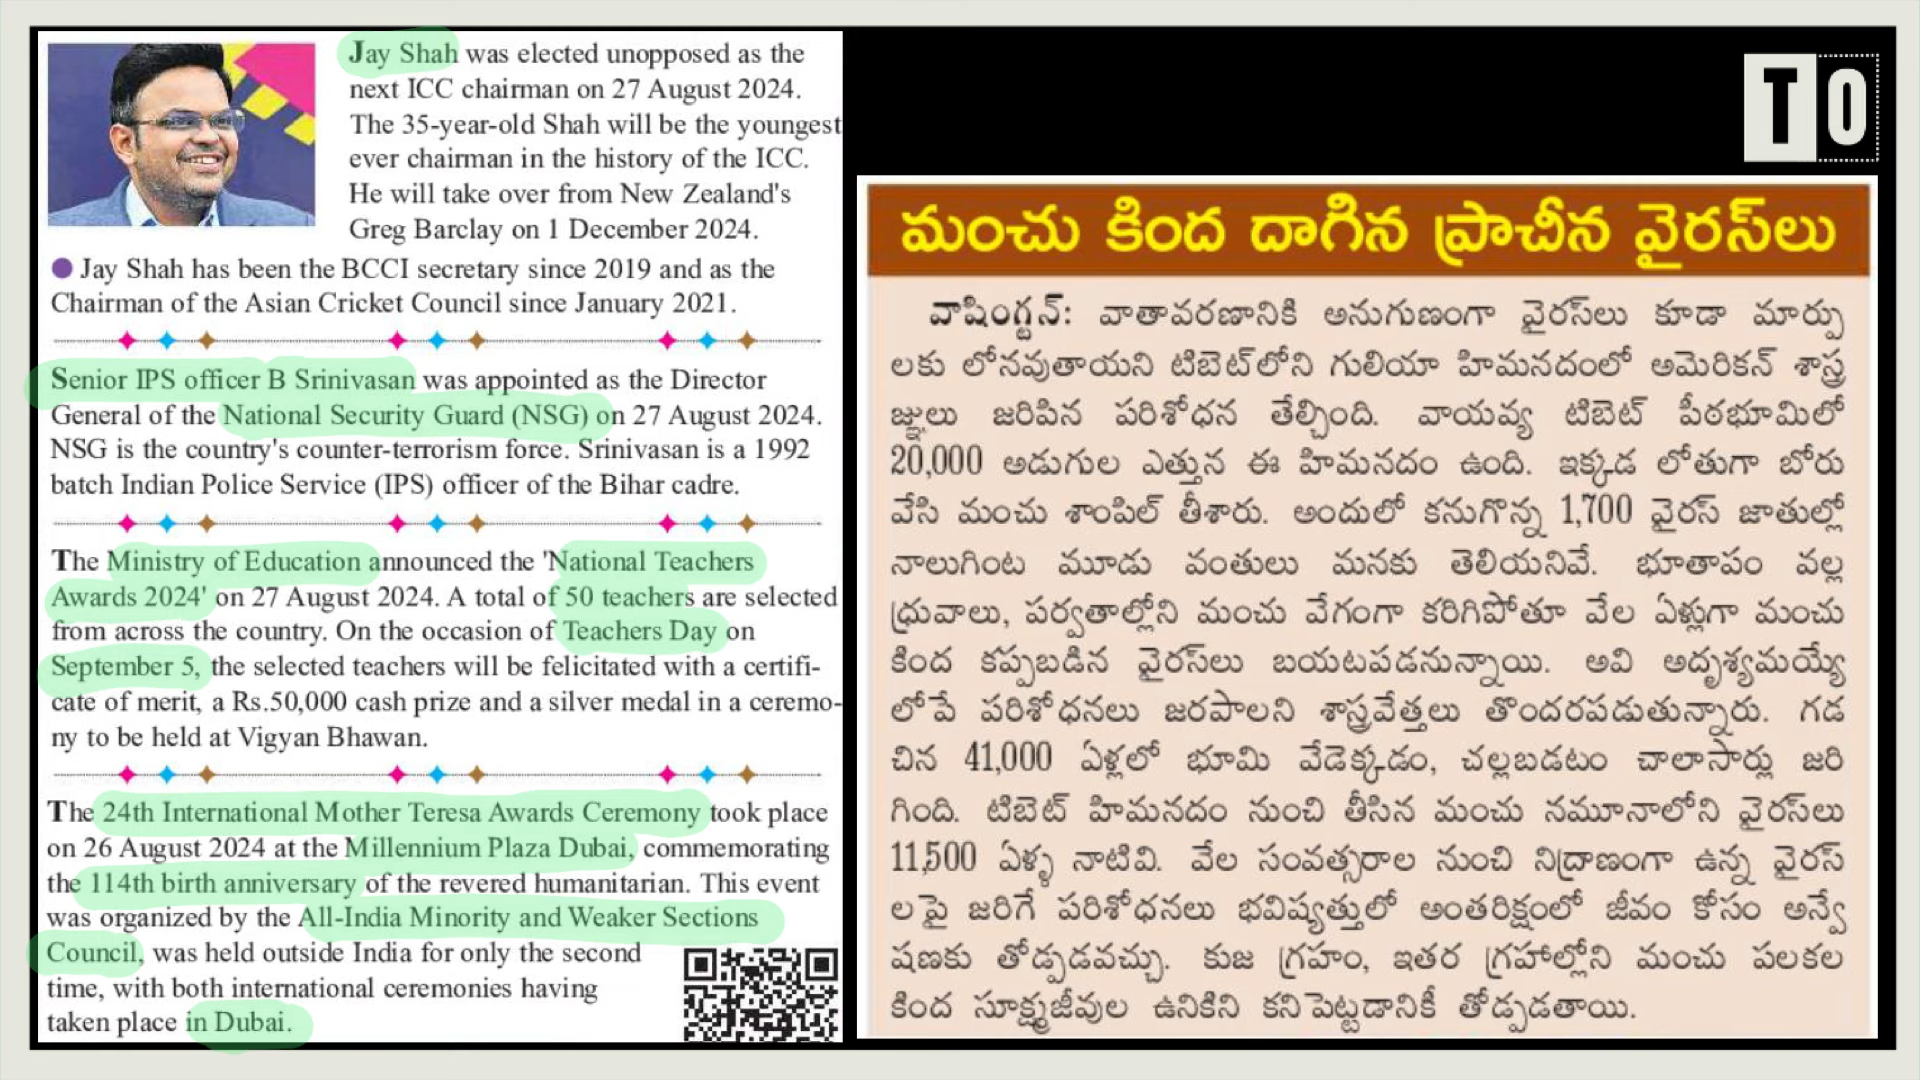 Jay Shah was elected unopposed as the
next ICC chairman on 27 August 2024.
The 35-year-old Shah will be the youngest
ever chairman in the history of the ICC.
He will take over from New Zealand's
Greg Barclay on 1 December 2024.
● Jay Shah has been the BCCI secretary since 2019 and as the
Chairman of the Asian Cricket Council since January 2021.
Senior IPS officer B Srinivasan was appointed as the Director
General of the National Security Guard (NSG) on 27 August 2024.
NSG is the country's counter-terrorism force. Srinivasan is a 1992
batch Indian Police Service (IPS) officer of the Bihar cadre.
The Ministry of Education announced the 'National Teachers
Awards 2024' on 27 August 2024. A total of 50 teachers are selected
from across the country. On the occasion of Teachers Day on
September 5, the selected teachers will be felicitated with a certifi-
cate of merit, a Rs.50,000 cash prize and a silver medal in a ceremo-
ny to be held at Vigyan Bhawan.
The 24th International Mother Teresa Awards Ceremony took place
on 26 August 2024 at the Millennium Plaza Dubai, commemorating
the 114th birth anniversary of the revered humanitarian. This event
was organized by the All-India Minority and Weaker Sections
Council, was held outside India for only the second
time, with both international ceremonies having
taken place in Dubai.
TO
మంచు కింద దాగిన ప్రాచీన వైరస్‌లు
వాషింగ్టన్: వాతావరణానికి అనుగుణంగా వైరస్‌లు కూడా మార్పు
లకు లోనవుతాయని టిబెట్‌లోని గులియా హిమనదంలో అమెరికన్ శాస్త్ర
జ్ఞులు జరిపిన పరిశోధన తేల్చింది. వాయవ్య టిబెట్ పీఠభూమిలో
20,000 అడుగుల ఎత్తున ఈ హిమనదం ఉంది. ఇక్కడ లోతుగా బోరు
వేసి మంచు శాంపిల్ తీశారు. అందులో కనుగొన్న 1,700 వైరస్ జాతుల్లో
నాలుగింట మూడు వంతులు మనకు తెలియనివే. భూతాపం వల్ల
ధ్రువాలు, పర్వతాల్లోని మంచు వేగంగా కరిగిపోతూ వేల ఏళ్లుగా మంచు
కింద కప్పబడిన వైరస్‌లు బయటపడనున్నాయి. అవి అదృశ్యమయ్యే
లోపే పరిశోధనలు జరపాలని శాస్త్రవేత్తలు తొందరపడుతున్నారు. గడ
చిన 41,000 ఏళ్లలో భూమి వేడెక్కడం, చల్లబడటం చాలాసార్లు జరి
గింది. టిబెట్ హిమనదం నుంచి తీసిన మంచు నమూనాలోని వైరస్‌లు
11,500 ఏళ్ళ నాటివి. వేల సంవత్సరాల నుంచి నిద్రాణంగా ఉన్న వైరస్
లపై జరిగే పరిశోధనలు భవిష్యత్తులో అంతరిక్షంలో జీవం కోసం అన్వే
షణకు తోడ్పడవచ్చు. కుజ గ్రహం, ఇతర గ్రహాల్లోని మంచు పలకల
కింద సూక్ష్మజీవుల ఉనికిని కనిపెట్టడానికీ తోడ్పడతాయి.